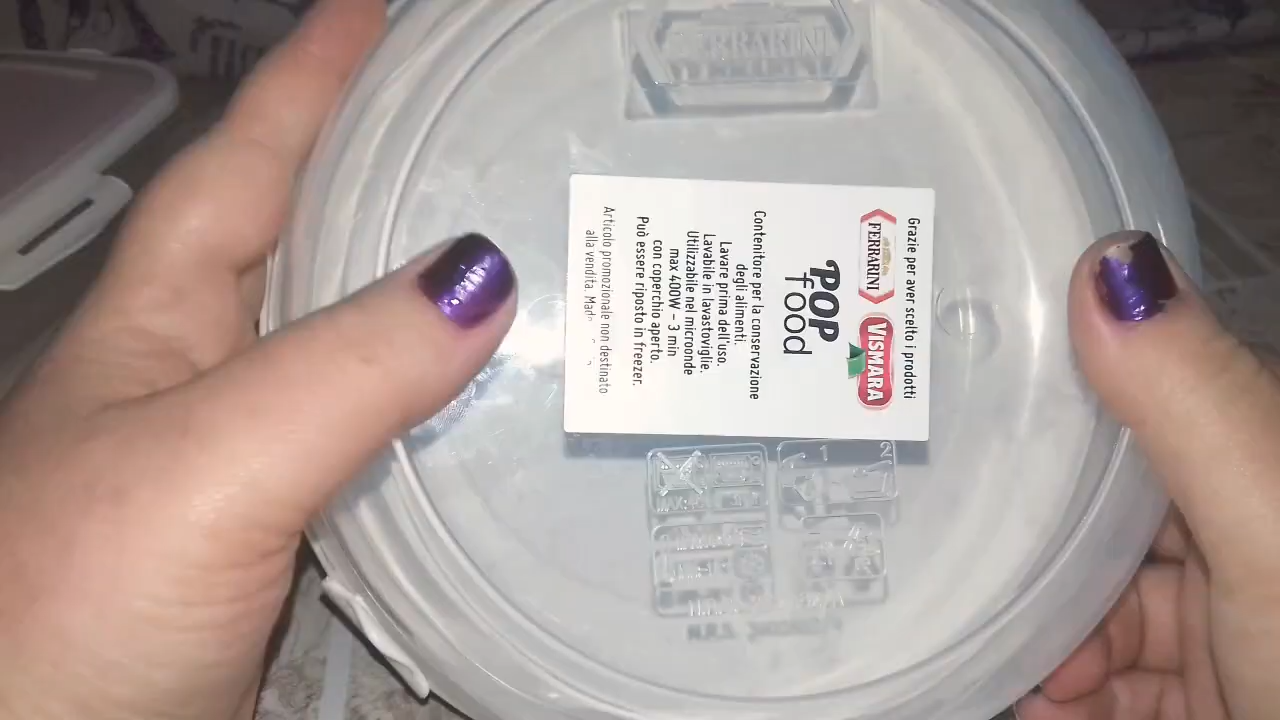 FERRARINI
Grazie per aver scelto i prodotti
FERRARINI VISMARA
POP
food
Contenitore per la conservazione
degli alimenti.
Lavare prima dell'uso.
Lavabile in lavastoviglie.
Utilizzabile nel microonde
max 400W – 3 min
con coperchio aperto.
Può essere riposto in freezer.
Articolo promozionale non destinato
alla vendita.
1 2